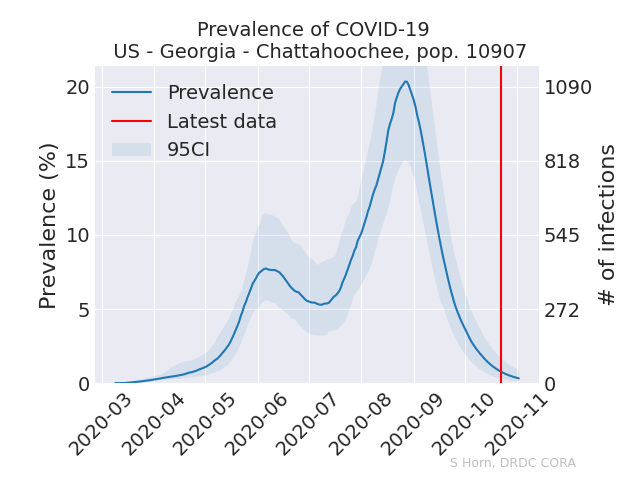 Prevalence of COVID-19
US - Georgia - Chattahoochee, pop. 10907
Prevalence
Latest data
95CI
Prevalence (%)
20
15
10
5
0
1090
818
545
272
0
# of infections
2020-03
2020-04
2020-05
2020-06
2020-07
2020-08
2020-09
2020-10
2020-11
S Horn, DRDC CORA